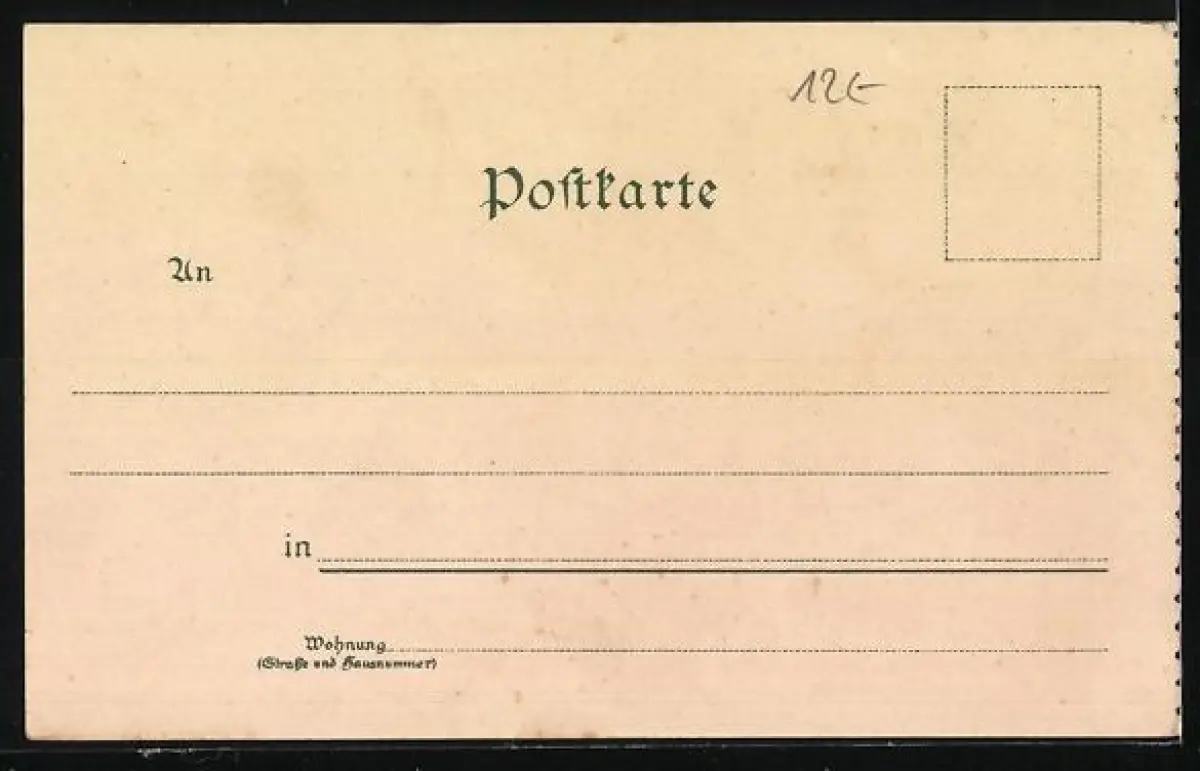 12€
Postkarte
An
in
Wohnung
(Straße und Hausnummer)